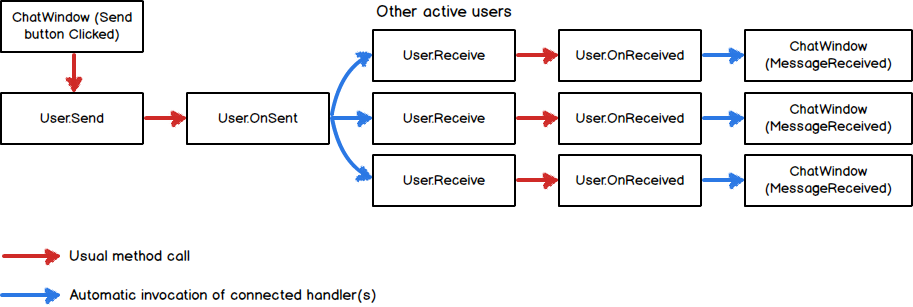 Other active users
ChatWindow (Send
button Clicked)
User.Send
User.OnSent
User.Receive
User.OnReceived
ChatWindow
(MessageReceived)
User.Receive
User.OnReceived
ChatWindow
(MessageReceived)
User.Receive
User.OnReceived
ChatWindow
(MessageReceived)
Usual method call
Automatic invocation of connected handler(s)